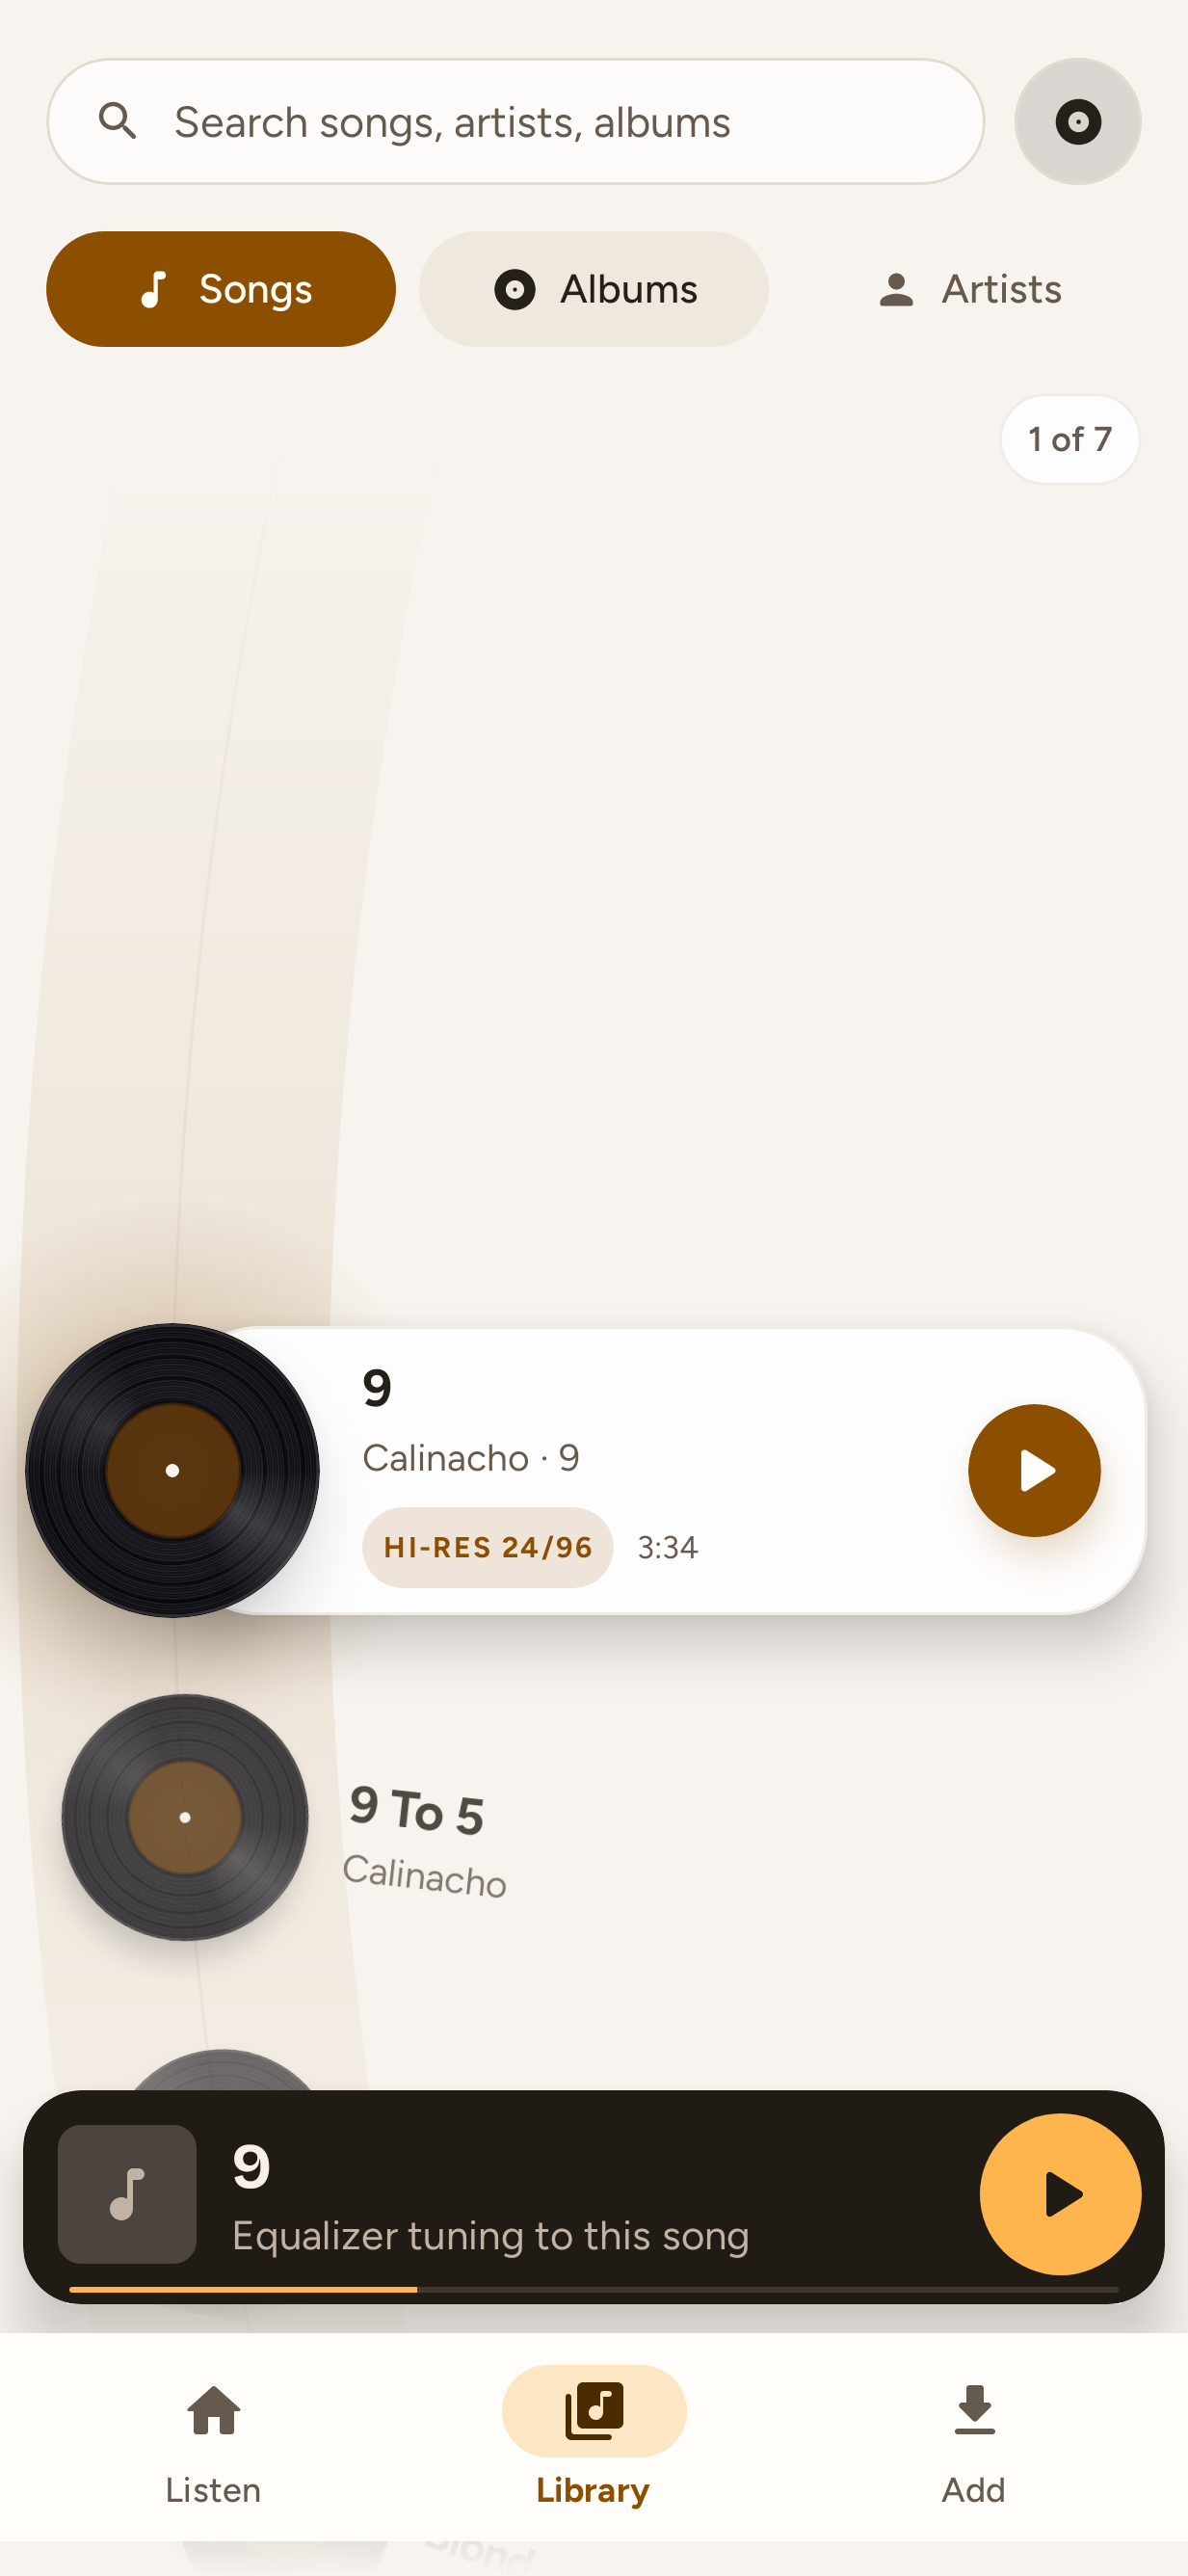 Search songs, artists, albums
Songs
Albums
Artists
1 of 7
9
Calinacho · 9
HI-RES 24/96
3:34
9 To 5
Calinacho
9
Equalizer tuning to this song
Listen
Library
Add
Blond